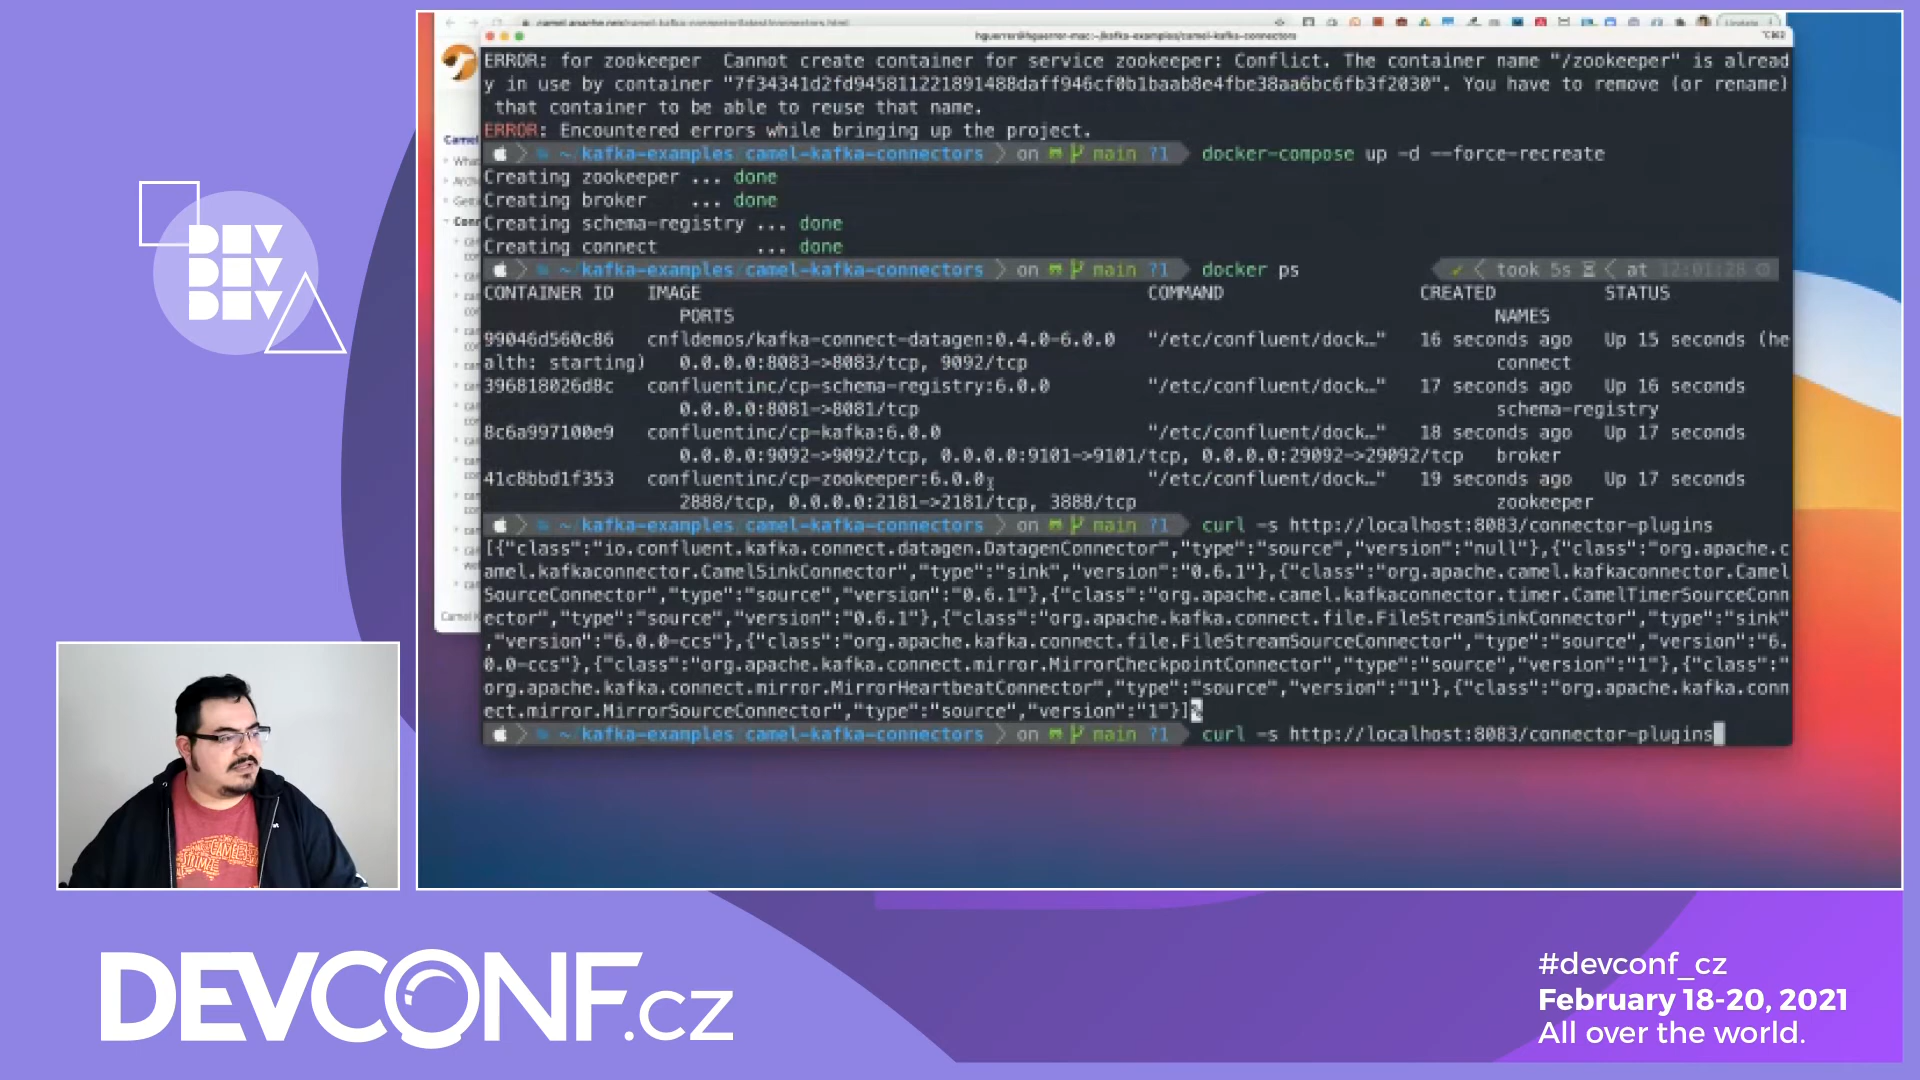 hguerrer@hguerrer-mac:~/kafka-examples/camel-kafka-connectors
ERROR: for zookeeper  Cannot create container for service zookeeper: Conflict. The container name "/zookeeper" is alread
y in use by container "7f34341d2fd945811221891488daff946cf0b1baab8e4fbe38aa6bc6fb3f2030". You have to remove (or rename)
that container to be able to reuse that name.
ERROR: Encountered errors while bringing up the project.
~/kafka-examples/camel-kafka-connectors on main ?1 docker-compose up -d --force-recreate
Creating zookeeper ... done
Creating broker    ... done
Creating schema-registry ... done
Creating connect         ... done
~/kafka-examples/camel-kafka-connectors on main ?1 docker ps ✓ took 5s at 12:01:28
CONTAINER ID   IMAGE   COMMAND   CREATED   STATUS
PORTS   NAMES
99046d560c86   cnfldemos/kafka-connect-datagen:0.4.0-6.0.0   "/etc/confluent/dock…"   16 seconds ago   Up 15 seconds (he
alth: starting)   0.0.0.0:8083->8083/tcp, 9092/tcp   connect
396818026d8c   confluentinc/cp-schema-registry:6.0.0   "/etc/confluent/dock…"   17 seconds ago   Up 16 seconds
0.0.0.0:8081->8081/tcp   schema-registry
8c6a997100e9   confluentinc/cp-kafka:6.0.0   "/etc/confluent/dock…"   18 seconds ago   Up 17 seconds
0.0.0.0:9092->9092/tcp, 0.0.0.0:9101->9101/tcp, 0.0.0.0:29092->29092/tcp   broker
41c8bbd1f353   confluentinc/cp-zookeeper:6.0.0   "/etc/confluent/dock…"   19 seconds ago   Up 17 seconds
2888/tcp, 0.0.0.0:2181->2181/tcp, 3888/tcp   zookeeper
~/kafka-examples/camel-kafka-connectors on main ?1 curl -s http://localhost:8083/connector-plugins
[{"class":"io.confluent.kafka.connect.datagen.DatagenConnector","type":"source","version":"null"},{"class":"org.apache.c
amel.kafkaconnector.CamelSinkConnector","type":"sink","version":"0.6.1"},{"class":"org.apache.camel.kafkaconnector.Camel
SourceConnector","type":"source","version":"0.6.1"},{"class":"org.apache.camel.kafkaconnector.timer.CamelTimerSourceConn
ector","type":"source","version":"0.6.1"},{"class":"org.apache.kafka.connect.file.FileStreamSinkConnector","type":"sink"
,"version":"6.0.0-ccs"},{"class":"org.apache.kafka.connect.file.FileStreamSourceConnector","type":"source","version":"6.
0.0-ccs"},{"class":"org.apache.kafka.connect.mirror.MirrorCheckpointConnector","type":"source","version":"1"},{"class":"
org.apache.kafka.connect.mirror.MirrorHeartbeatConnector","type":"source","version":"1"},{"class":"org.apache.kafka.conn
ect.mirror.MirrorSourceConnector","type":"source","version":"1"}]%
~/kafka-examples/camel-kafka-connectors on main ?1 curl -s http://localhost:8083/connector-plugins
DEV
DEV
DEV
DEVCONF.cz
#devconf_cz
February 18-20, 2021
All over the world.